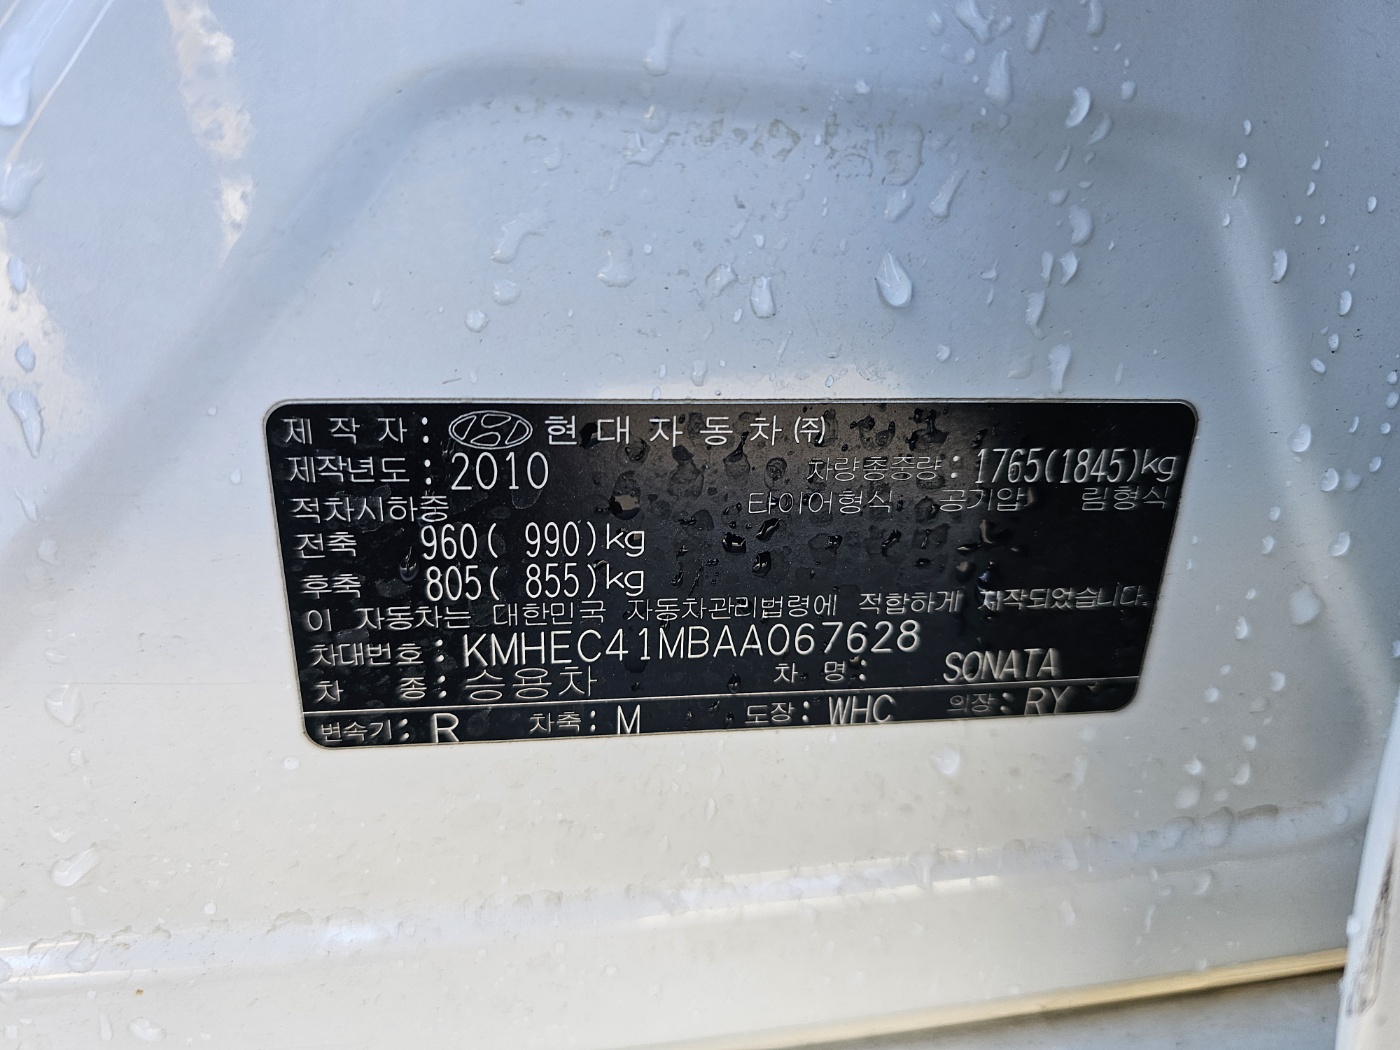 제 작 자 : 현 대 자 동 차 ㈜
제작년도 : 2010 차량총중량 : 1765(1845)kg
적차시하중 타이어형식 공기압 림형식
전축 960( 990)kg
후축 805( 855)kg
이 자동차는 대한민국 자동차관리법령에 적합하게 제작되었습니다.
차대번호 : KMHEC41MBAA067628
차 종 : 승용차 차 명 : SONATA
변속기 : R 차축 : M 도장 : WHC 의장 : RY